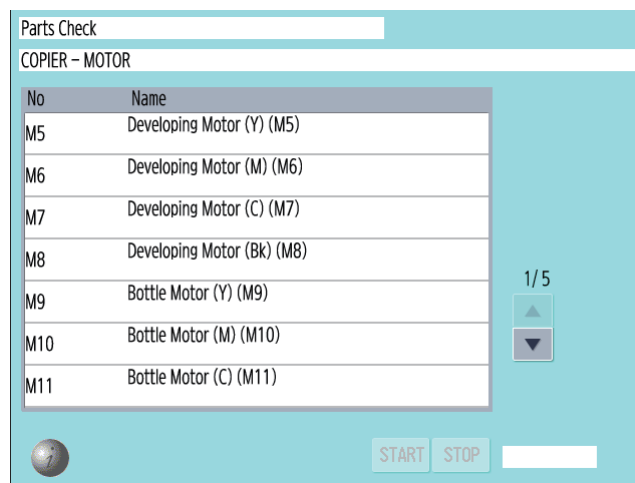 Parts Check
COPIER – MOTOR
No Name
M5 Developing Motor (Y) (M5)
M6 Developing Motor (M) (M6)
M7 Developing Motor (C) (M7)
M8 Developing Motor (Bk) (M8)
M9 Bottle Motor (Y) (M9)
M10 Bottle Motor (M) (M10)
M11 Bottle Motor (C) (M11)
1/5
▲
▼
i
START STOP